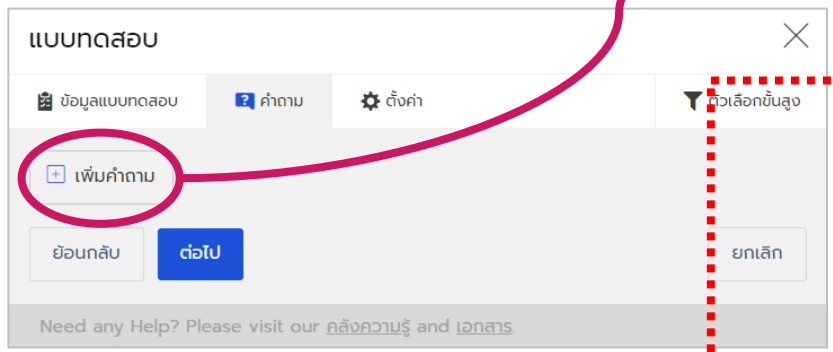 แบบทดสอบ
ข้อมูลแบบทดสอบ คำถาม ตั้งค่า ตัวเลือกขั้นสูง
เพิ่มคำถาม
ย้อนกลับ ต่อไป ยกเลิก
Need any Help? Please visit our คลังความรู้ and เอกสาร.